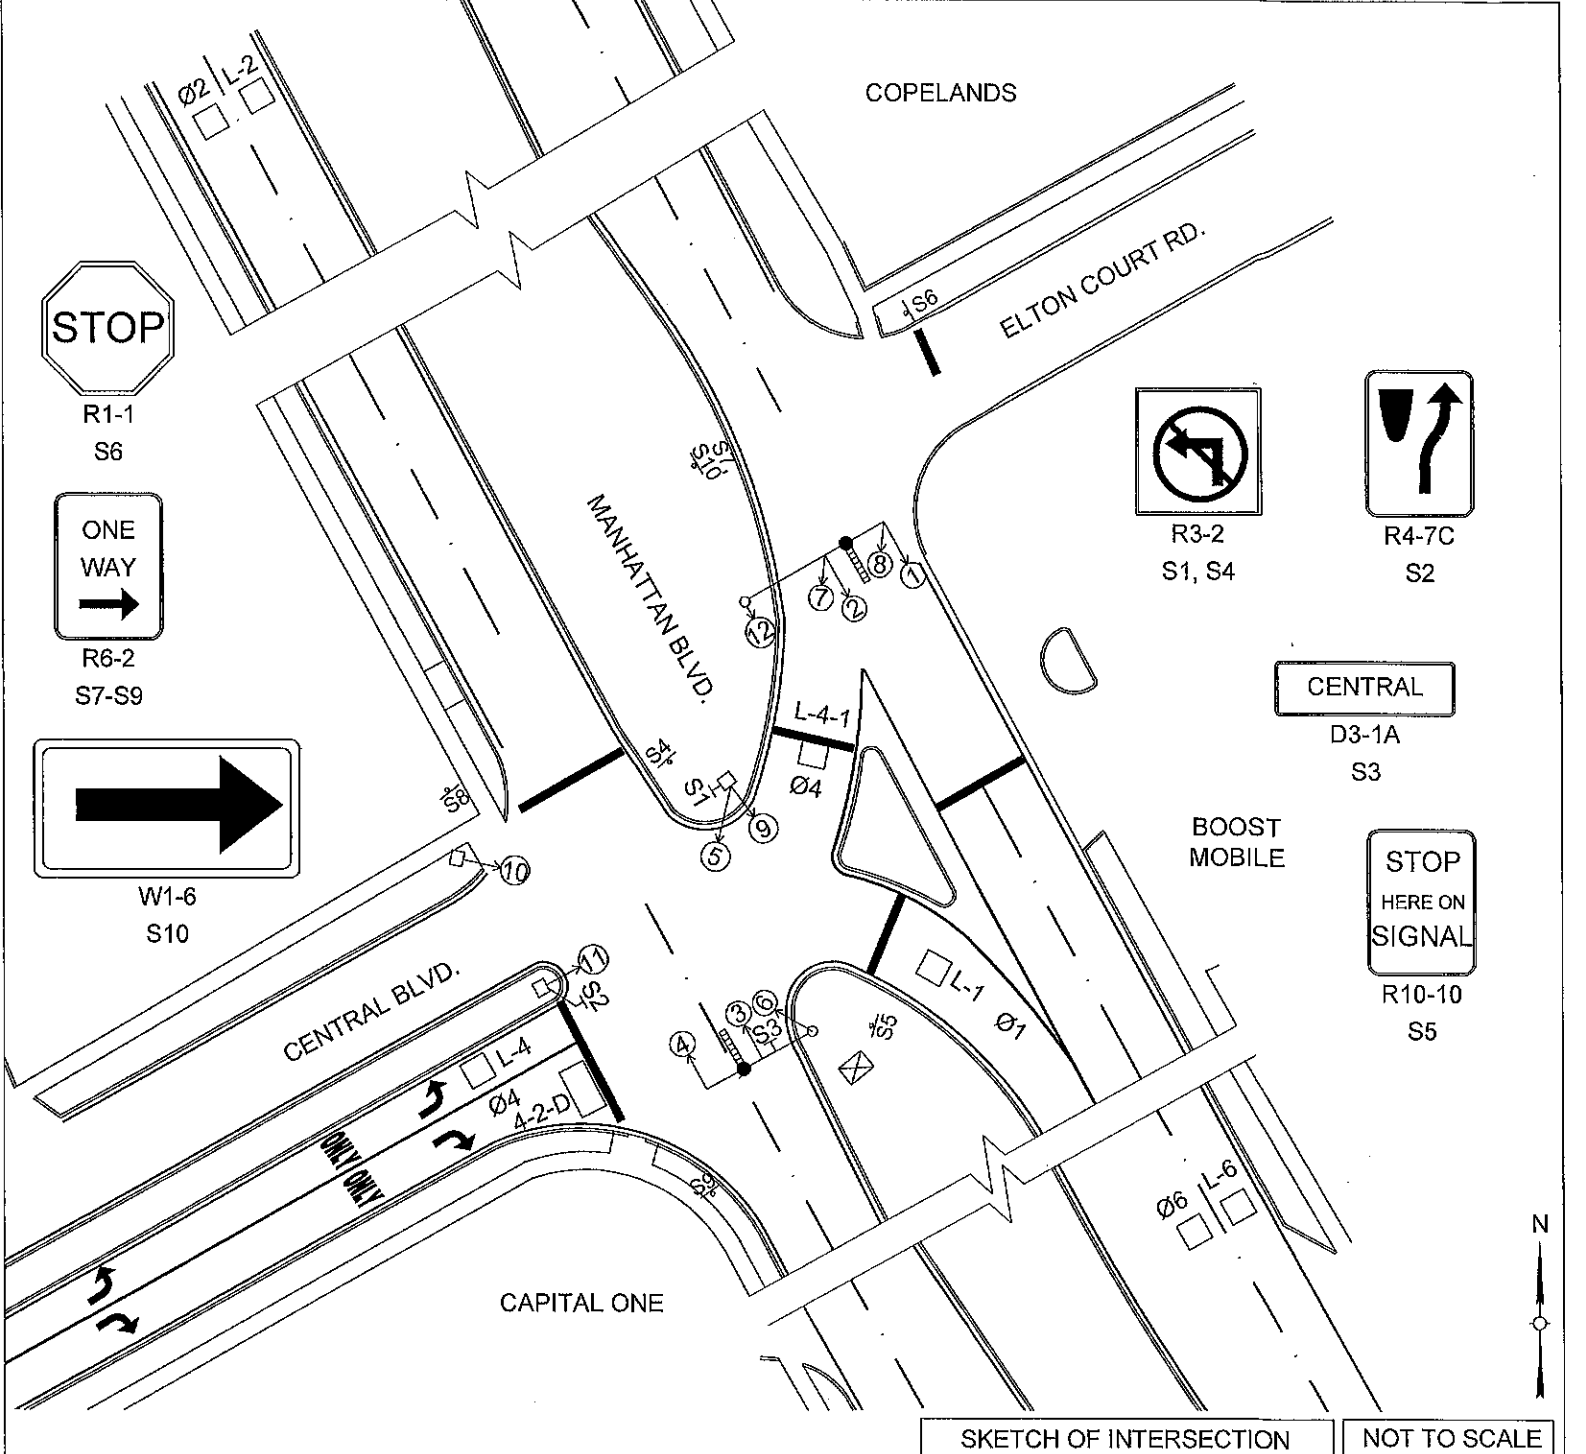 COPELANDS
Ø2
L-2
ELTON COURT RD.
S6
STOP
R1-1
S6
ONE
WAY
R6-2
S7-S9
W1-6
S10
R3-2
S1, S4
R4-7C
S2
CENTRAL
D3-1A
S3
STOP
HERE ON
SIGNAL
R10-10
S5
S7
S10
MANHATTAN BLVD.
8
1
7
2
12
L-4-1
Ø4
S4
S1
9
5
S8
10
BOOST
MOBILE
11
S2
CENTRAL BLVD.
L-1
Ø1
3
6
S3
4
S5
L-4
Ø4
4-2-D
ONLY
ONLY
S9
Ø6
L-6
CAPITAL ONE
N
SKETCH OF INTERSECTION
NOT TO SCALE